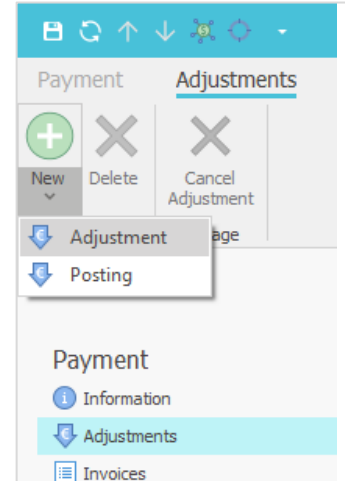 Payment Adjustments
New Delete Cancel
Adjustment
Adjustment
Posting
Payment
Information
Adjustments
Invoices